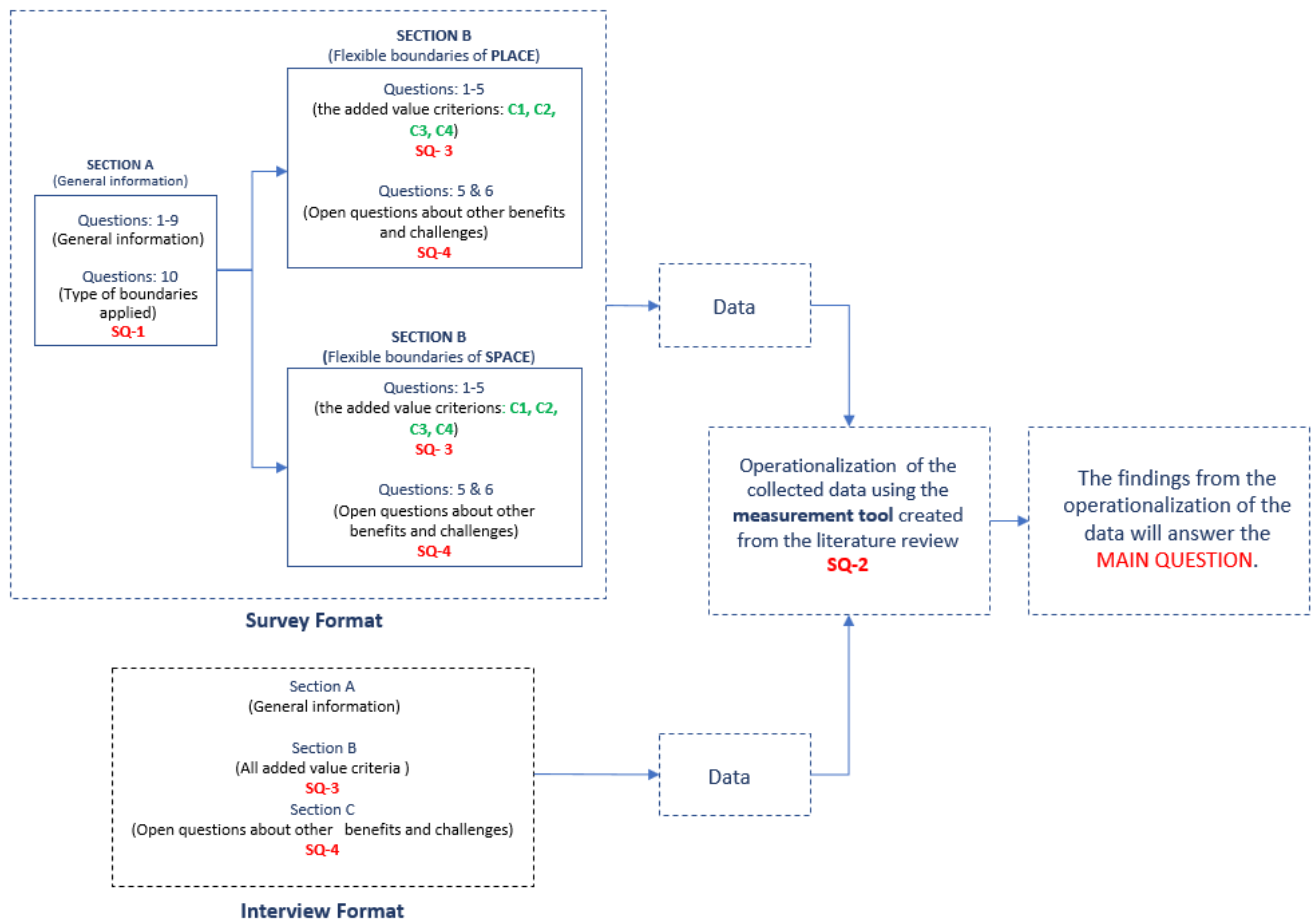 SECTION A
(General information)
Questions: 1-9
(General information)
Questions: 10
(Type of boundaries
applied)
SQ-1
SECTION B
(Flexible boundaries of PLACE)
Questions: 1-5
(the added value criterions: C1, C2,
C3, C4)
SQ- 3
Questions: 5 & 6
(Open questions about other benefits
and challenges)
SQ-4
SECTION B
(Flexible boundaries of SPACE)
Questions: 1-5
(the added value criterions: C1, C2,
C3, C4)
SQ- 3
Questions: 5 & 6
(Open questions about other
benefits and challenges)
SQ-4
Survey Format
Section A
(General information)
Section B
(All added value criteria )
SQ-3
Section C
(Open questions about other benefits and challenges)
SQ-4
Interview Format
Data
Data
Operationalization of the
collected data using the
measurement tool created
from the literature review
SQ-2
The findings from the
operationalization of the
data will answer the
MAIN QUESTION.